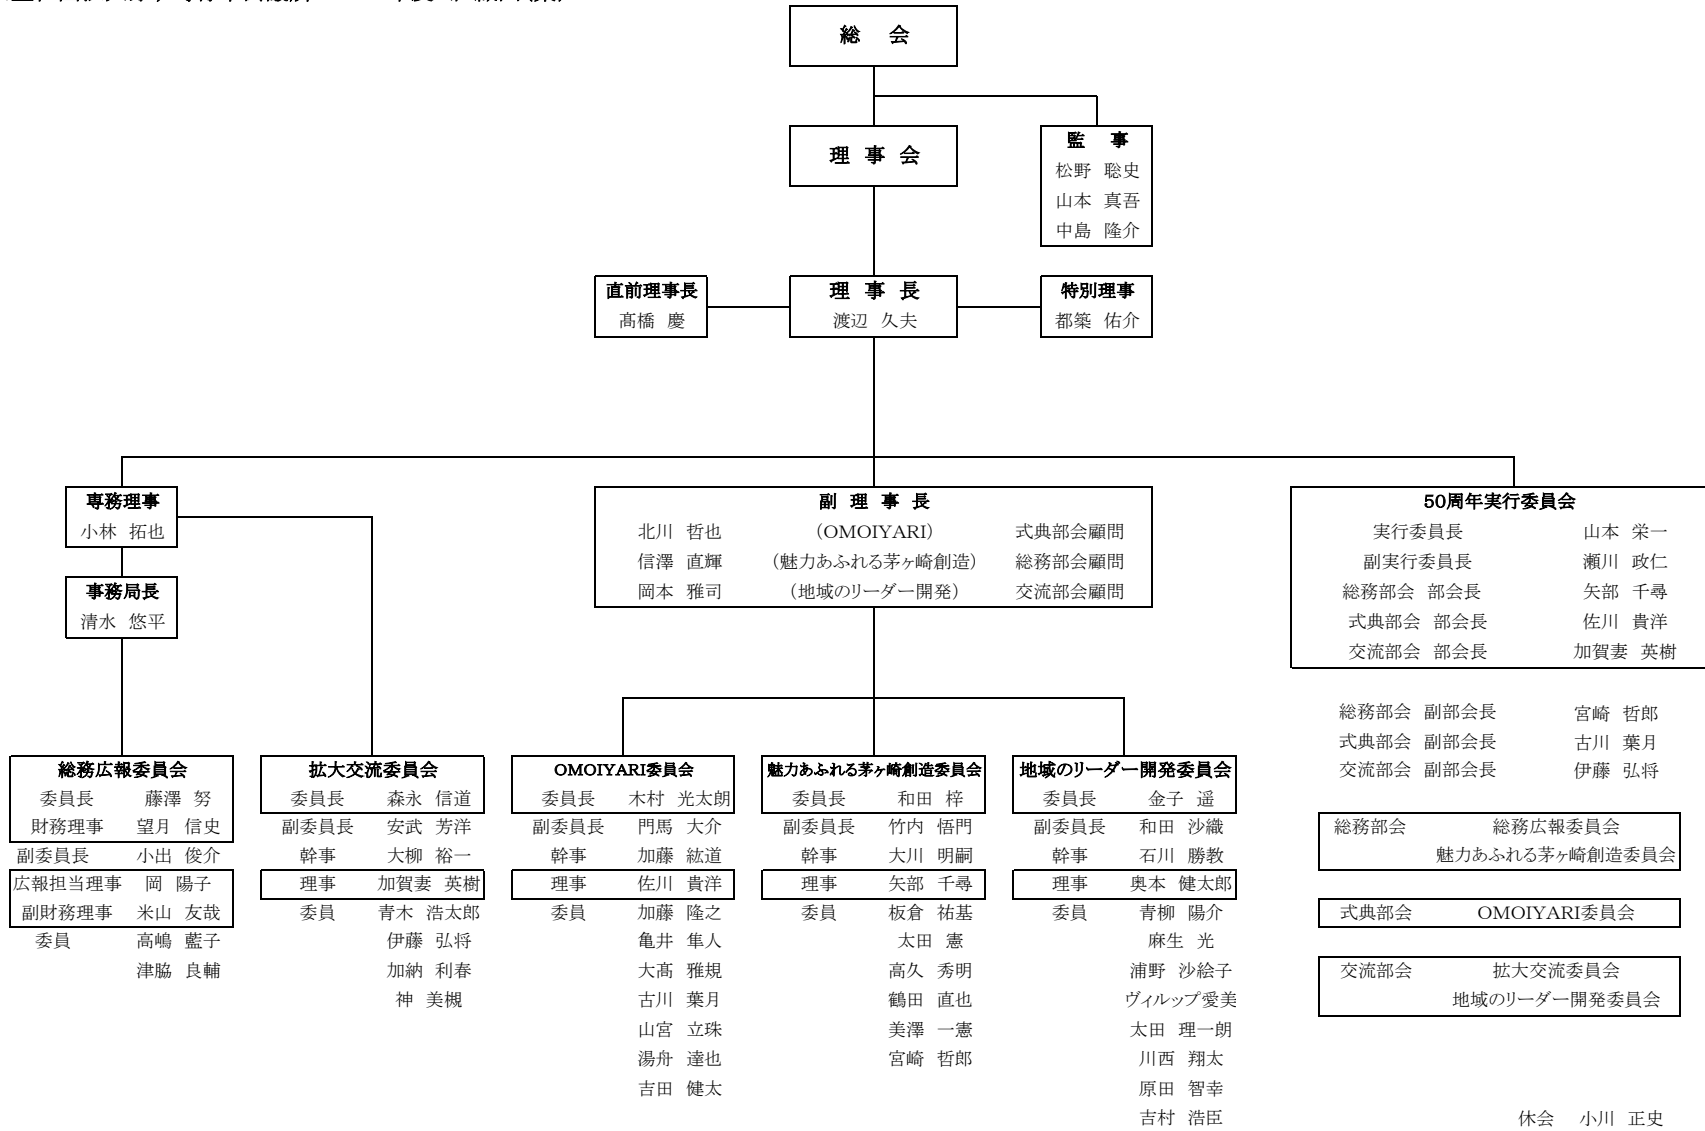 総 会
理 事 会
監 事
松野 聡史
山本 真吾
中島 隆介
直前理事長
髙橋 慶
理 事 長
渡辺 久夫
特別理事
都築 佑介
専務理事
小林 拓也
事務局長
清水 悠平
副 理 事 長
北川 哲也 (OMOIYARI) 式典部会顧問
信澤 直輝 (魅力あふれる茅ヶ崎創造) 総務部会顧問
岡本 雅司 (地域のリーダー開発) 交流部会顧問
50周年実行委員会
実行委員長 山本 栄一
副実行委員長 瀬川 政仁
総務部会 部会長 矢部 千尋
式典部会 部会長 佐川 貴洋
交流部会 部会長 加賀妻 英樹
総務部会 副部会長 宮崎 哲郎
式典部会 副部会長 古川 葉月
交流部会 副部会長 伊藤 弘将
総務広報委員会
委員長 藤澤 努
財務理事 望月 信史
副委員長 小出 俊介
広報担当理事 岡 陽子
副財務理事 米山 友哉
委員 高嶋 藍子
津脇 良輔
拡大交流委員会
委員長 森永 信道
副委員長 安武 芳洋
幹事 大柳 裕一
理事 加賀妻 英樹
委員 青木 浩太郎
伊藤 弘将
加納 利春
神 美槻
OMOIYARI委員会
委員長 木村 光太朗
副委員長 門馬 大介
幹事 加藤 紘道
理事 佐川 貴洋
委員 加藤 隆之
亀井 隼人
大髙 雅規
古川 葉月
山宮 立珠
湯舟 達也
吉田 健太
魅力あふれる茅ヶ崎創造委員会
委員長 和田 梓
副委員長 竹内 悟門
幹事 大川 明嗣
理事 矢部 千尋
委員 板倉 祐基
太田 憲
高久 秀明
鶴田 直也
美澤 一憲
宮崎 哲郎
地域のリーダー開発委員会
委員長 金子 遥
副委員長 和田 沙織
幹事 石川 勝教
理事 奥本 健太郎
委員 青柳 陽介
麻生 光
浦野 沙絵子
ヴィルップ愛美
太田 理一朗
川西 翔太
原田 智幸
吉村 浩臣
総務部会 総務広報委員会
魅力あふれる茅ヶ崎創造委員会
式典部会 OMOIYARI委員会
交流部会 拡大交流委員会
地域のリーダー開発委員会
休会 小川 正史